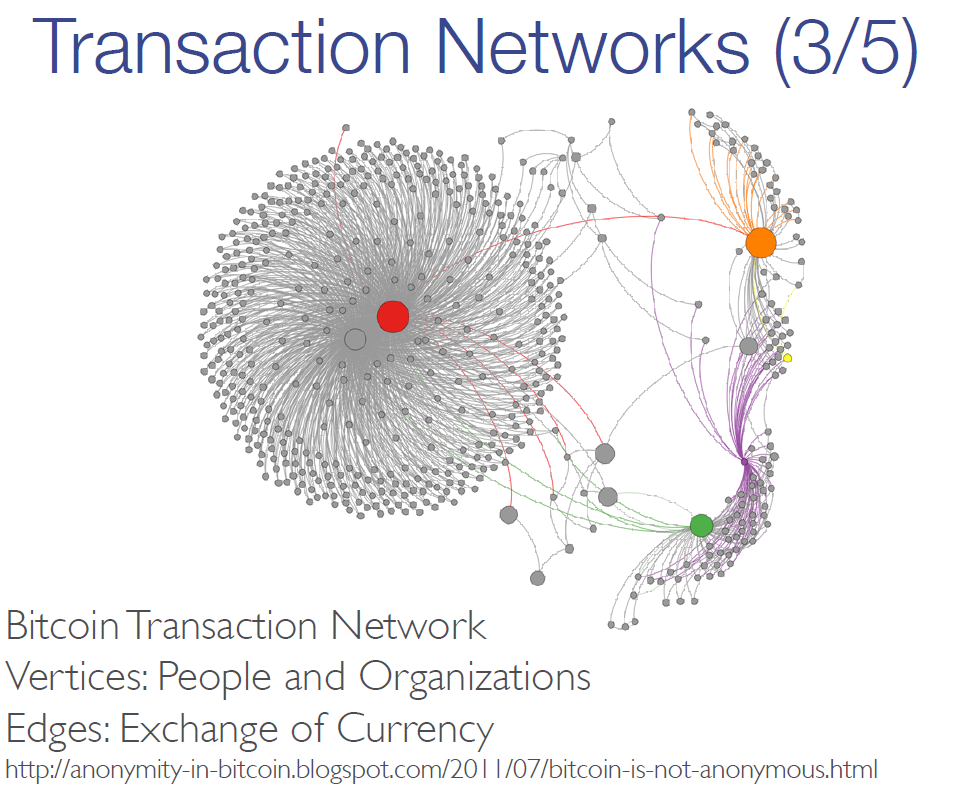 Transaction Networks (3/5)
Bitcoin Transaction Network
Vertices: People and Organizations
Edges: Exchange of Currency
http://anonymity-in-bitcoin.blogspot.com/2011/07/bitcoin-is-not-anonymous.html